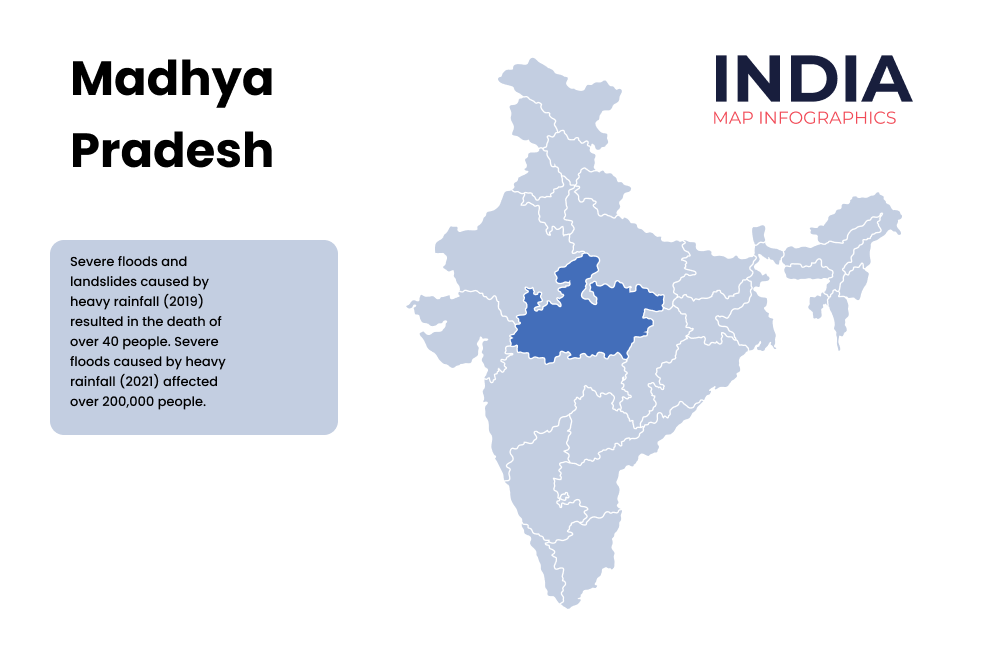 Madhya
Pradesh
INDIA
MAP INFOGRAPHICS
Severe floods and
landslides caused by
heavy rainfall (2019)
resulted in the death of
over 40 people. Severe
floods caused by heavy
rainfall (2021) affected
over 200,000 people.